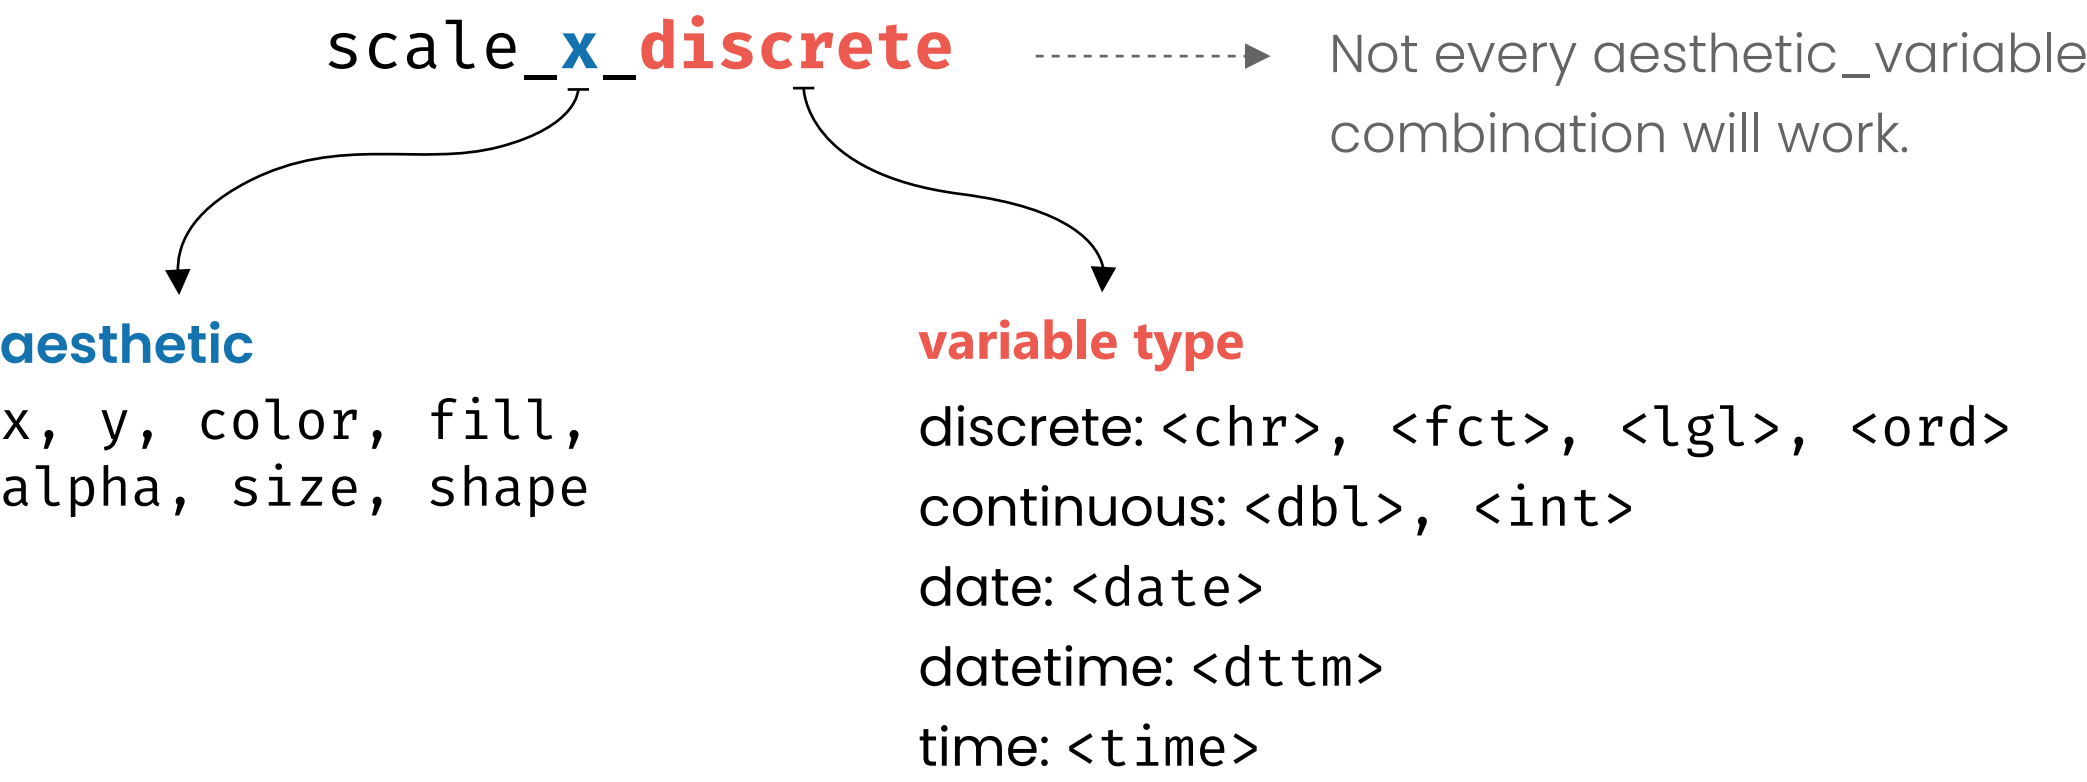 scale_x_discrete
Not every aesthetic_variable
combination will work.
aesthetic
x, y, color, fill,
alpha, size, shape
variable type
discrete: <chr>, <fct>, <lgl>, <ord>
continuous: <dbl>, <int>
date: <date>
datetime: <dttm>
time: <time>